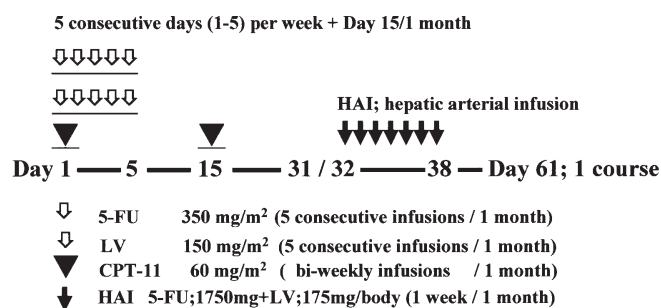 5 consecutive days (1-5) per week + Day 15/1 month
HAI; hepatic arterial infusion
Day 1 — 5 — 15 — 31 / 32 — 38 — Day 61; 1 course
5-FU 350 mg/m² (5 consecutive infusions / 1 month)
LV 150 mg/m² (5 consecutive infusions / 1 month)
CPT-11 60 mg/m² ( bi-weekly infusions / 1 month)
HAI 5-FU;1750mg+LV;175mg/body (1 week / 1 month)